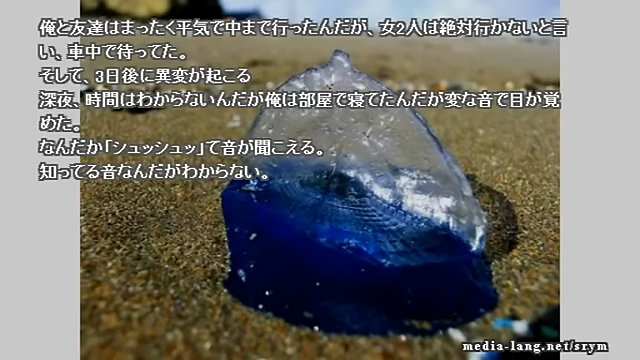 俺と友達はまったく平気で中まで行ったんだが、女2人は絶対行かないと言
い、車中で待ってた。
そして、3日後に異変が起こる
深夜、時間はわからないんだが俺は部屋で寝てたんだが変な音で目が覚
めた。
なんだか「シュッシュッ」て音が聞こえる。
知ってる音なんだがわからない。
media-lang.net/srym